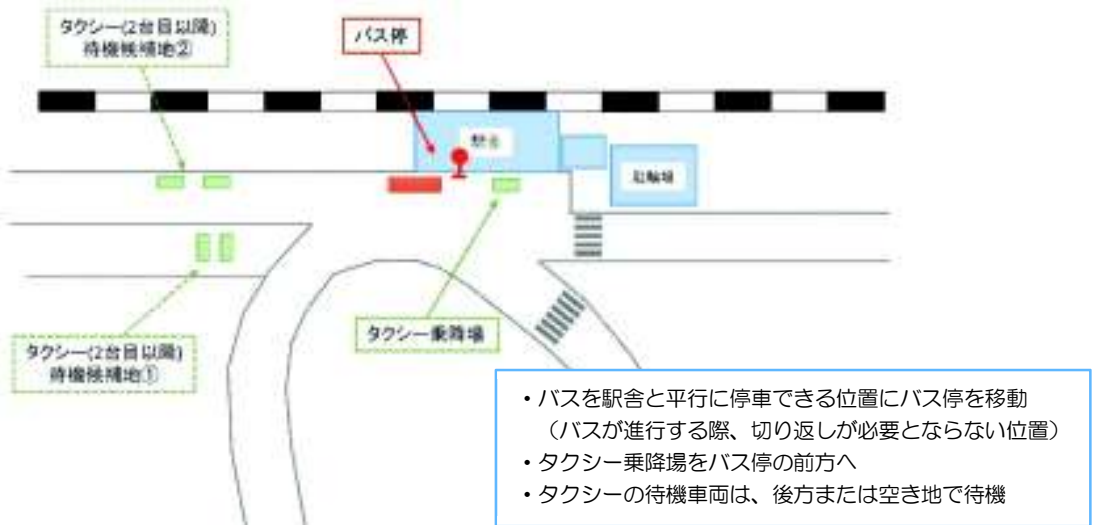 タクシー(2台目以降)
待機候補地②
バス停
駅舎
駐輪場
タクシー乗降場
タクシー(2台目以降)
待機候補地①
・バスを駅舎と平行に停車できる位置にバス停を移動
（バスが進行する際、切り返しが必要とならない位置）
・タクシー乗降場をバス停の前方へ
・タクシーの待機車両は、後方または空き地で待機